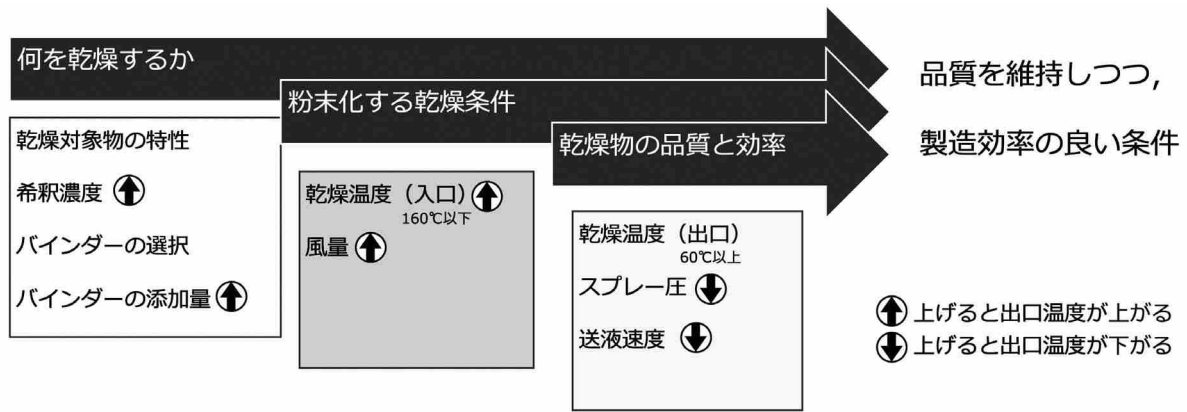 何を乾燥するか
乾燥対象物の特性
希釈濃度
バインダーの選択
バインダーの添加量
粉末化する乾燥条件
乾燥温度（入口）
160℃以下
風量
乾燥物の品質と効率
乾燥温度（出口）
60℃以上
スプレー圧
送液速度
品質を維持しつつ,
製造効率の良い条件
上げると出口温度が上がる
上げると出口温度が下がる